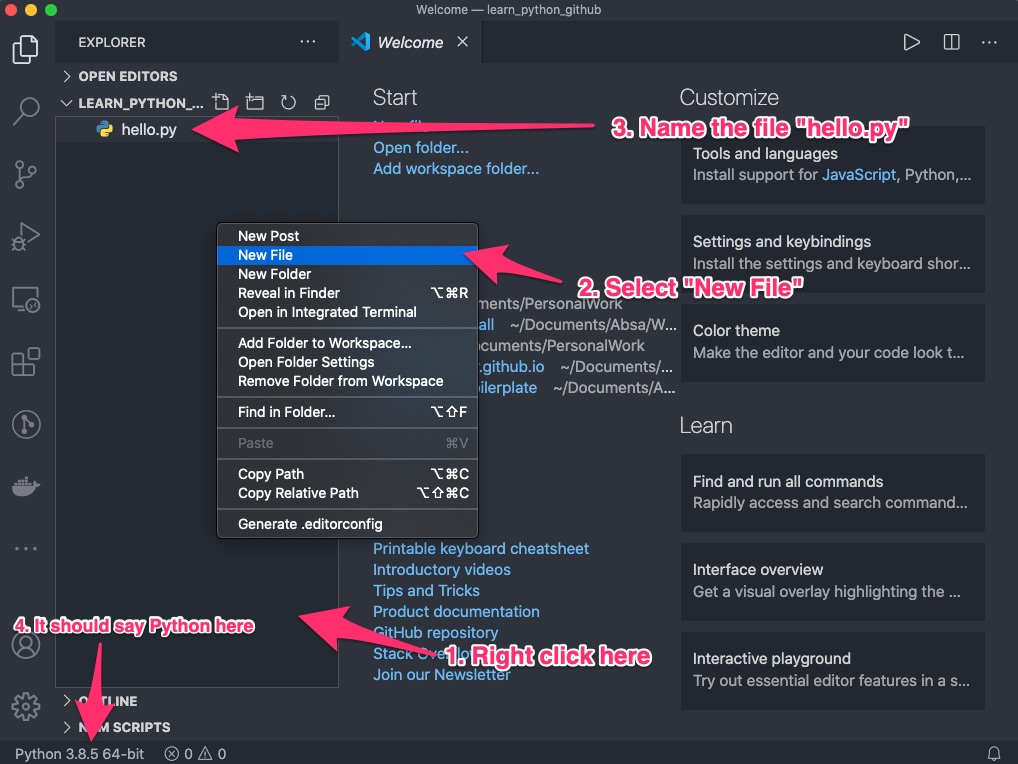 Welcome — learn_python_github
EXPLORER
Welcome
OPEN EDITORS
LEARN_PYTHON_...
hello.py
3. Name the file "hello.py"
Start
Open folder...
Add workspace folder...
Customize
Tools and languages
Install support for JavaScript, Python,...
Settings and keybindings
Install the settings and keyboard shor...
Color theme
Make the editor and your code look t...
New Post
New File
New Folder
Reveal in Finder ⌥⌘R
Open in Integrated Terminal
Add Folder to Workspace...
Open Folder Settings
Remove Folder from Workspace
Find in Folder... ⌥⇧F
Paste ⌘V
Copy Path ⌥⌘C
Copy Relative Path ⌥⇧⌘C
Generate .editorconfig
2. Select "New File"
/PersonalWork
~/Documents/Absa/W...
/PersonalWork
.github.io ~/Documents/...
~/Documents/A...
Learn
Find and run all commands
Rapidly access and search command...
Interface overview
Get a visual overlay highlighting the ...
Interactive playground
Try out essential editor features in a s...
Printable keyboard cheatsheet
Introductory videos
Tips and Tricks
Product documentation
GitHub repository
Stack Overflow
Join our Newsletter
1. Right click here
4. It should say Python here
OUTLINE
NPM SCRIPTS
Python 3.8.5 64-bit 0 0